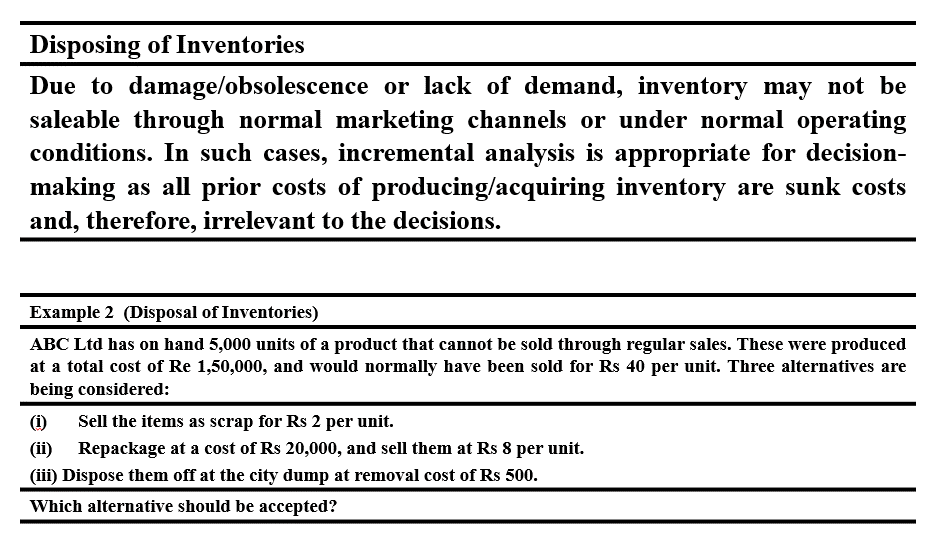 Disposing of Inventories
Due to damage/obsolescence or lack of demand, inventory may not be
saleable through normal marketing channels or under normal operating
conditions. In such cases, incremental analysis is appropriate for decision-
making as all prior costs of producing/acquiring inventory are sunk costs
and, therefore, irrelevant to the decisions.
Example 2 (Disposal of Inventories)
ABC Ltd has on hand 5,000 units of a product that cannot be sold through regular sales. These were produced
at a total cost of Re 1,50,000, and would normally have been sold for Rs 40 per unit. Three alternatives are
being considered:
(i) Sell the items as scrap for Rs 2 per unit.
(ii) Repackage at a cost of Rs 20,000, and sell them at Rs 8 per unit.
(iii) Dispose them off at the city dump at removal cost of Rs 500.
Which alternative should be accepted?